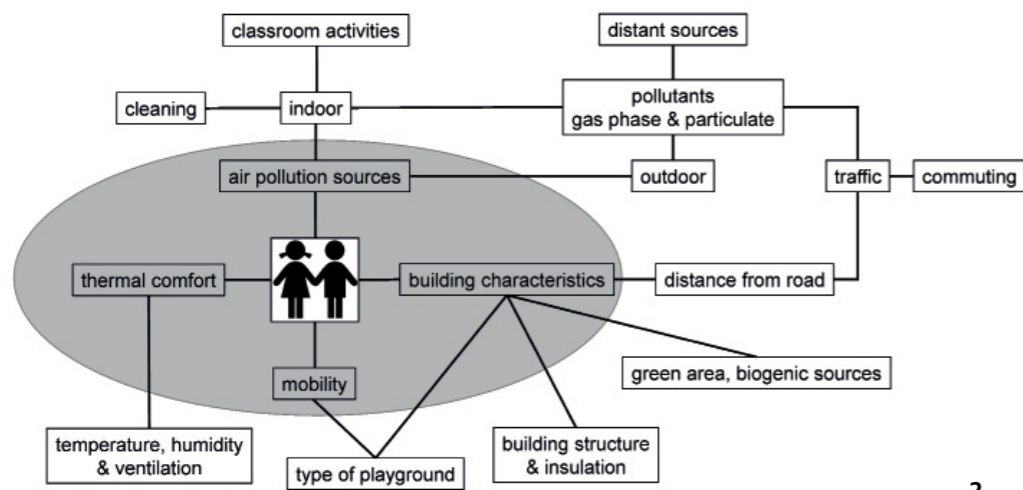 classroom activities
distant sources
cleaning
indoor
pollutants
gas phase & particulate
air pollution sources
outdoor
traffic
commuting
thermal comfort
building characteristics
distance from road
mobility
green area, biogenic sources
temperature, humidity
& ventilation
type of playground
building structure
& insulation